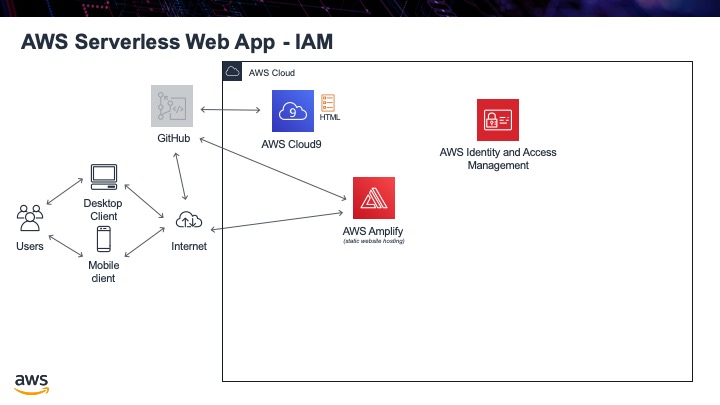 AWS Serverless Web App - IAM
AWS Cloud
9
HTML
GitHub
AWS Cloud9
AWS Identity and Access
Management
Desktop
Client
Users
Internet
AWS Amplify
(static website hosting)
Mobile
client
aws